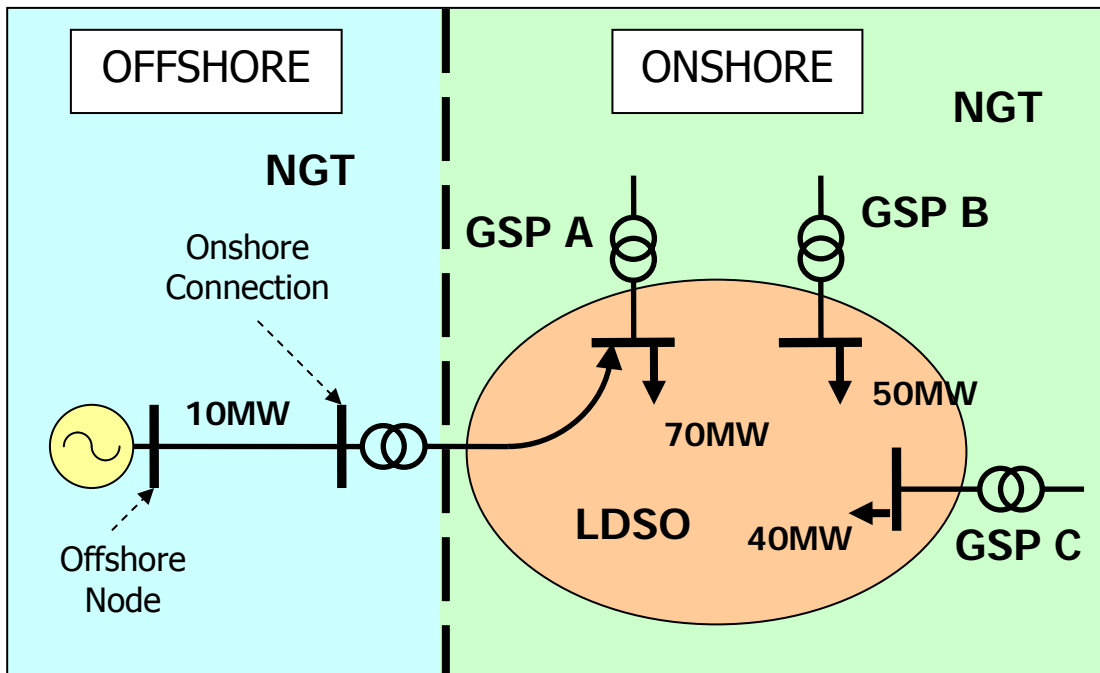 OFFSHORE
ONSHORE
NGT
NGT
GSP A
GSP B
Onshore
Connection
10MW
70MW
50MW
40MW
LDSO
GSP C
Offshore
Node